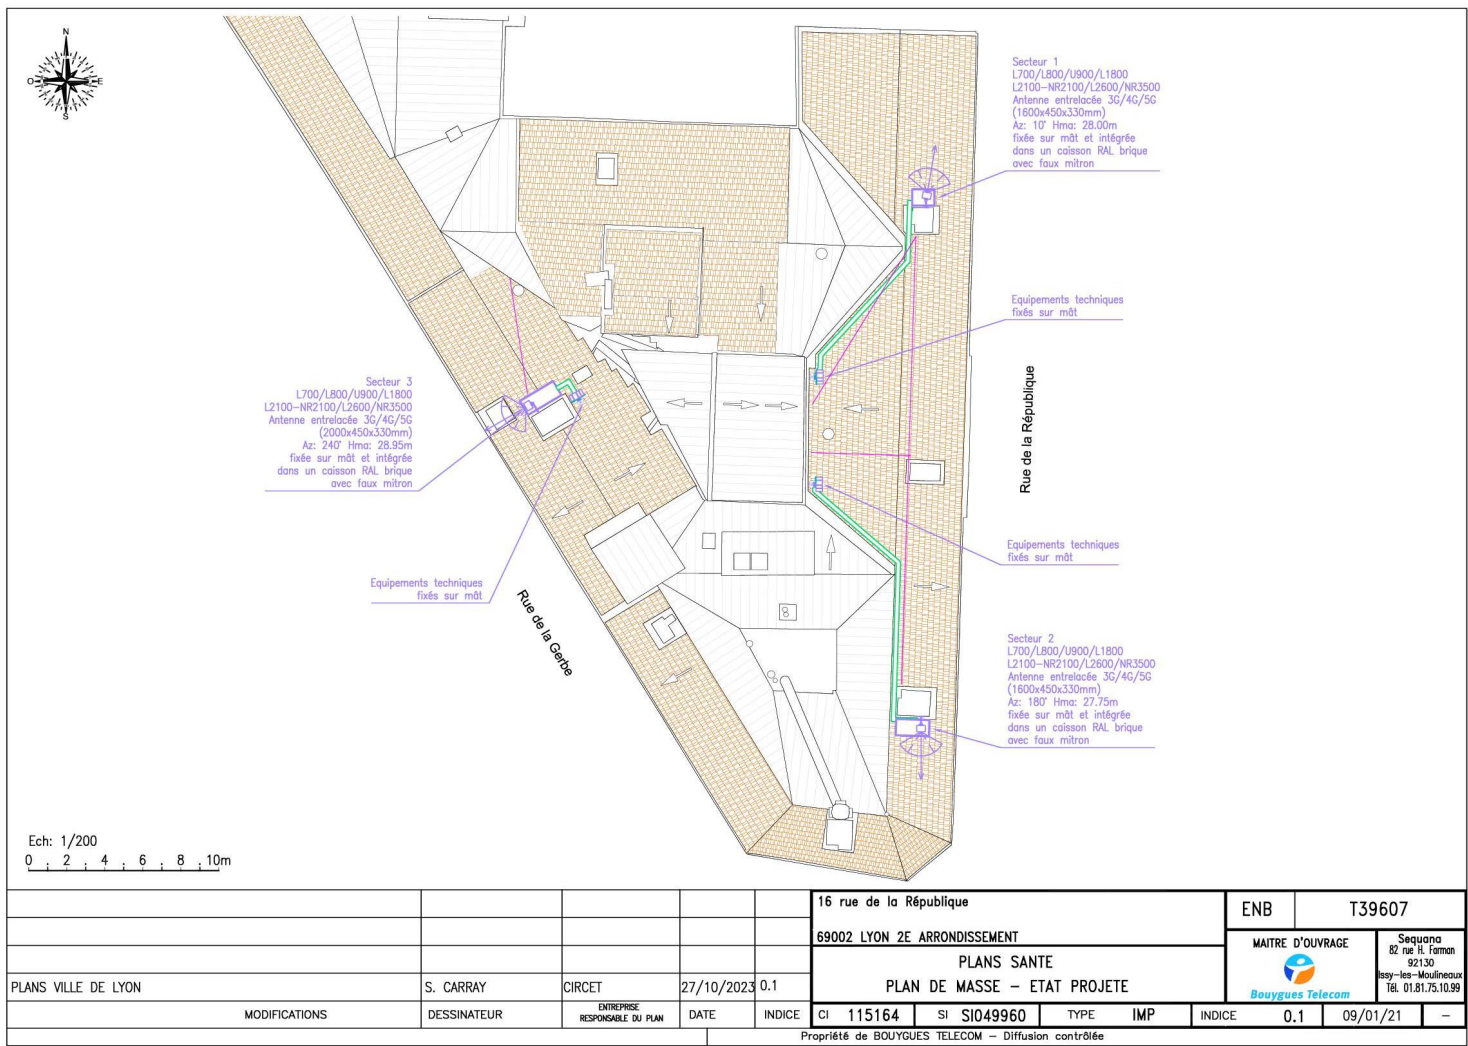 N
O
E
S
Secteur 1
L700/L800/U900/L1800
L2100-NR2100/L2600/NR3500
Antenne entrelacée 3G/4G/5G
(1600x450x330mm)
Az: 10° Hma: 28.00m
fixée sur mât et intégrée
dans un caisson RAL brique
avec faux mitron
Equipements techniques
fixés sur mât
Rue de la République
Secteur 3
L700/L800/U900/L1800
L2100-NR2100/L2600/NR3500
Antenne entrelacée 3G/4G/5G
(2000x450x330mm)
Az: 240° Hma: 28.95m
fixée sur mât et intégrée
dans un caisson RAL brique
avec faux mitron
Equipements techniques
fixés sur mât
Equipements techniques
fixés sur mât
Rue de la Gerbe
Secteur 2
L700/L800/U900/L1800
L2100-NR2100/L2600/NR3500
Antenne entrelacée 3G/4G/5G
(1600x450x330mm)
Az: 180° Hma: 27.75m
fixée sur mât et intégrée
dans un caisson RAL brique
avec faux mitron
Ech: 1/200
0 2 4 6 8 10m
16 rue de la République
69002 LYON 2E ARRONDISSEMENT
ENB T39607
PLANS SANTE
PLAN DE MASSE - ETAT PROJETE
MAITRE D'OUVRAGE
Bouygues Telecom
Sequana
82 rue H. Farman
92130
Issy-les-Moulineaux
Tél. 01.81.75.10.99
PLANS VILLE DE LYON S. CARRAY CIRCET 27/10/2023 0.1
MODIFICATIONS DESSINATEUR ENTREPRISE
RESPONSABLE DU PLAN
DATE INDICE
CI 115164 SI SI049960 TYPE IMP INDICE 0.1 09/01/21 -
Propriété de BOUYGUES TELECOM - Diffusion contrôlée